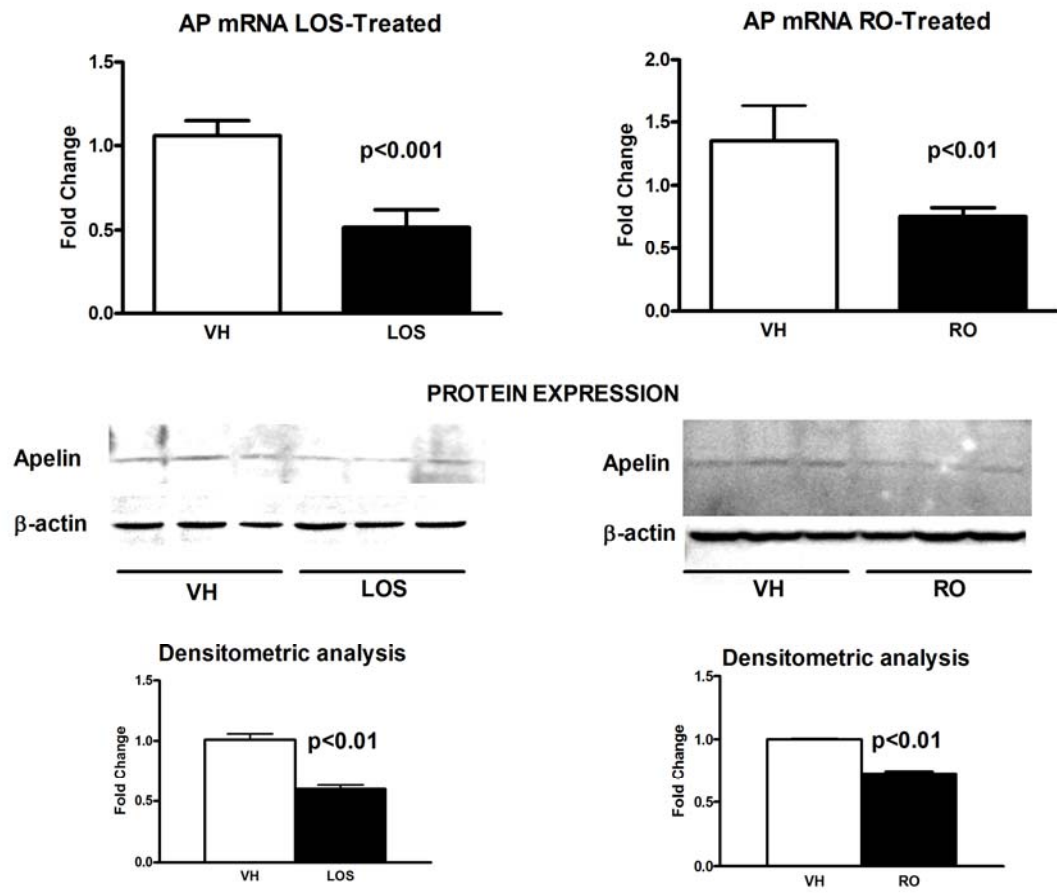 AP mRNA LOS-Treated
1.5
1.0
0.5
0.0
Fold Change
p<0.001
VH
LOS
AP mRNA RO-Treated
2.0
1.5
1.0
0.5
0.0
Fold Change
p<0.01
VH
RO
PROTEIN EXPRESSION
Apelin
β-actin
VH
LOS
Apelin
β-actin
VH
RO
Densitometric analysis
1.5
1.0
0.5
0.0
Fold Change
p<0.01
VH
LOS
Densitometric analysis
1.5
1.0
0.5
0.0
Fold Change
p<0.01
VH
RO